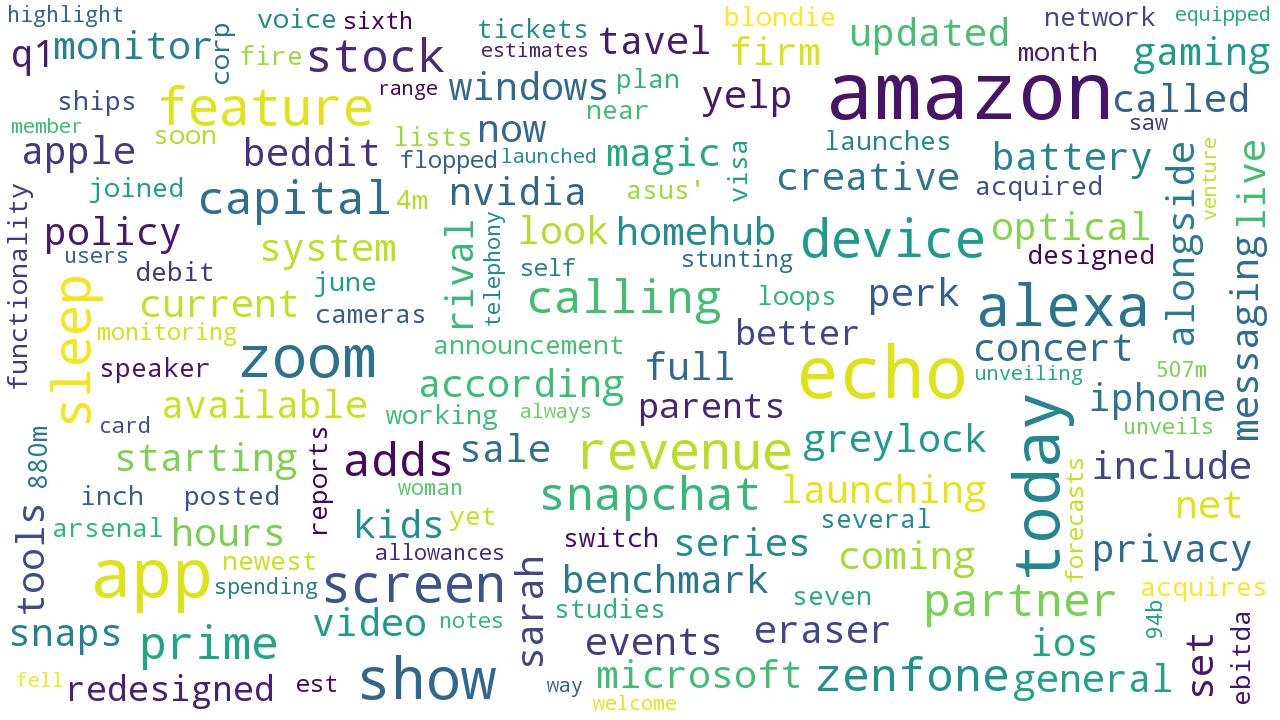 highlight
voice
sixth
tickets
blondie
network
equipped
q1
monitor
corp
fire
stock
estimates
tavel
firm
updated
month
gaming
ships
feature
range
windows
plan
near
yelp
amazon
called
saw
member
soon
lists
now
launches
apple
beddit
flopped
launched
magic
visa
battery
alongside
venture
live
joined
capital
4m
nvidia
asus'
creative
acquired
functionality
policy
users
system
rival
telephony
look
homehub
device
optical
designed
messaging
debit
self
stunting
sleep
current
june
cameras
calling
loops
perk
alexa
monitoring
better
speaker
zoom
announcement
full
echo
concert
unveiling
507m
according
available
working
always
parents
today
iphone
unveils
card
880m
starting
reports
adds
sale
revenue
greylock
forecasts
include
inch
posted
woman
snapchat
launching
net
tools
arsenal
hours
kids
yet
switch
series
several
privacy
app
newest
allowances
coming
spending
screen
sarah
benchmark
seven
partner
acquires
studies
94b
snaps
prime
video
notes
events
eraser
ios
set
ebitda
fell
redesigned
est
show
way
microsoft
zenfone
general
welcome